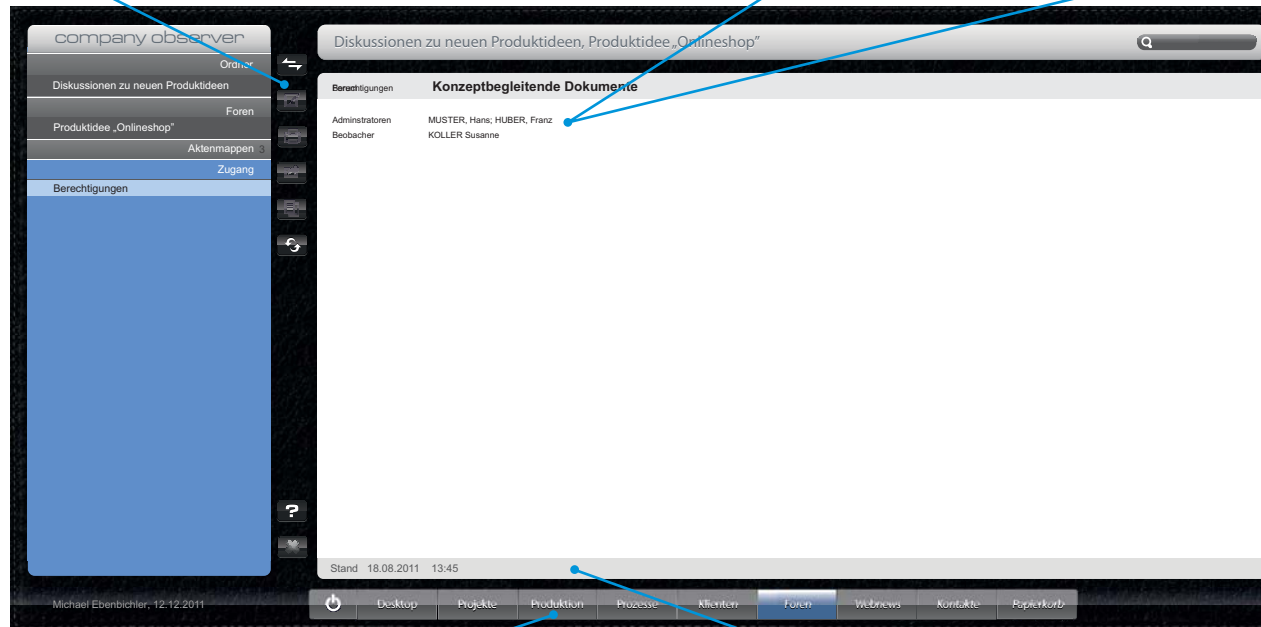 company observer
Ordner
Diskussionen zu neuen Produktideen
Foren
Produktidee „Onlineshop"
Aktenmappen 3
Zugang
Berechtigungen
Michael Ebenbichler, 12.12.2011
Diskussionen zu neuen Produktideen, Produktidee „Onlineshop"
Konzeptbegleitende Dokumente
Adminstratoren MUSTER, Hans; HUBER, Franz
Beobacher KOLLER Susanne
?
Stand 18.08.2011 13:45
Desktop Projekte Produktion Prozesse Klienten Foren Webnews Kontakte Papierkorb